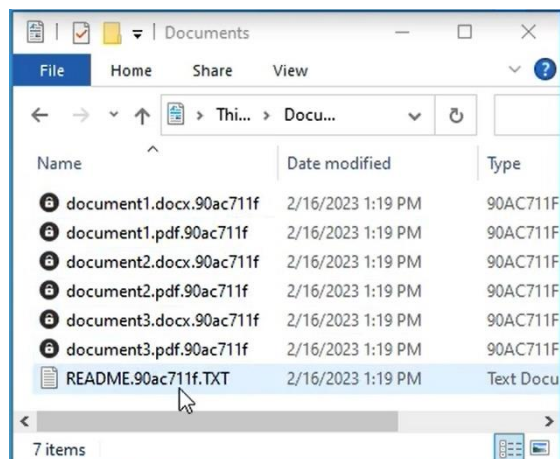 Documents
File Home Share View
Thi... Docu...
Name Date modified Type
document1.docx.90ac711f 2/16/2023 1:19 PM 90AC711F
document1.pdf.90ac711f 2/16/2023 1:19 PM 90AC711F
document2.docx.90ac711f 2/16/2023 1:19 PM 90AC711F
document2.pdf.90ac711f 2/16/2023 1:19 PM 90AC711F
document3.docx.90ac711f 2/16/2023 1:19 PM 90AC711F
document3.pdf.90ac711f 2/16/2023 1:19 PM 90AC711F
README.90ac711f.TXT 2/16/2023 1:19 PM Text Docu
7 items